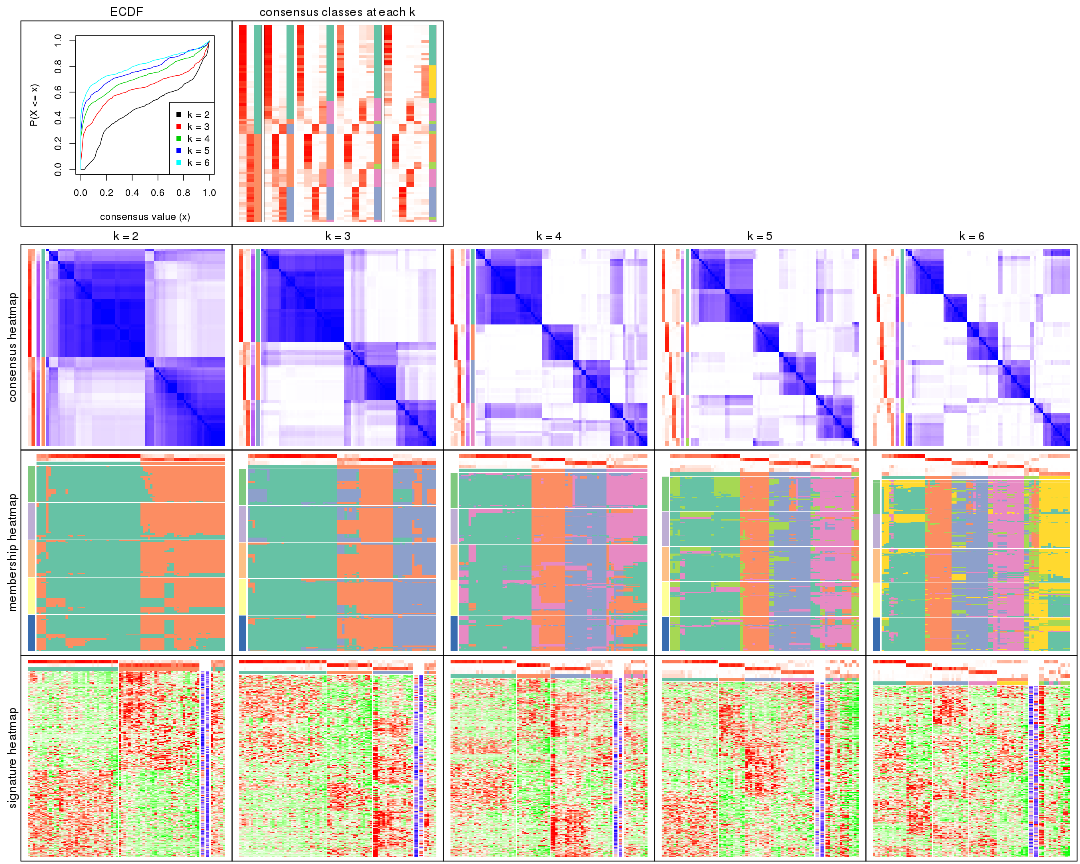 ECDF
consensus classes at each k
P(X <= x)
0.0
0.2
0.4
0.6
0.8
1.0
k = 2
k = 3
k = 4
k = 5
k = 6
0.0 0.2 0.4 0.6 0.8 1.0
consensus value (x)
k = 2
k = 3
k = 4
k = 5
k = 6
consensus heatmap
membership heatmap
signature heatmap